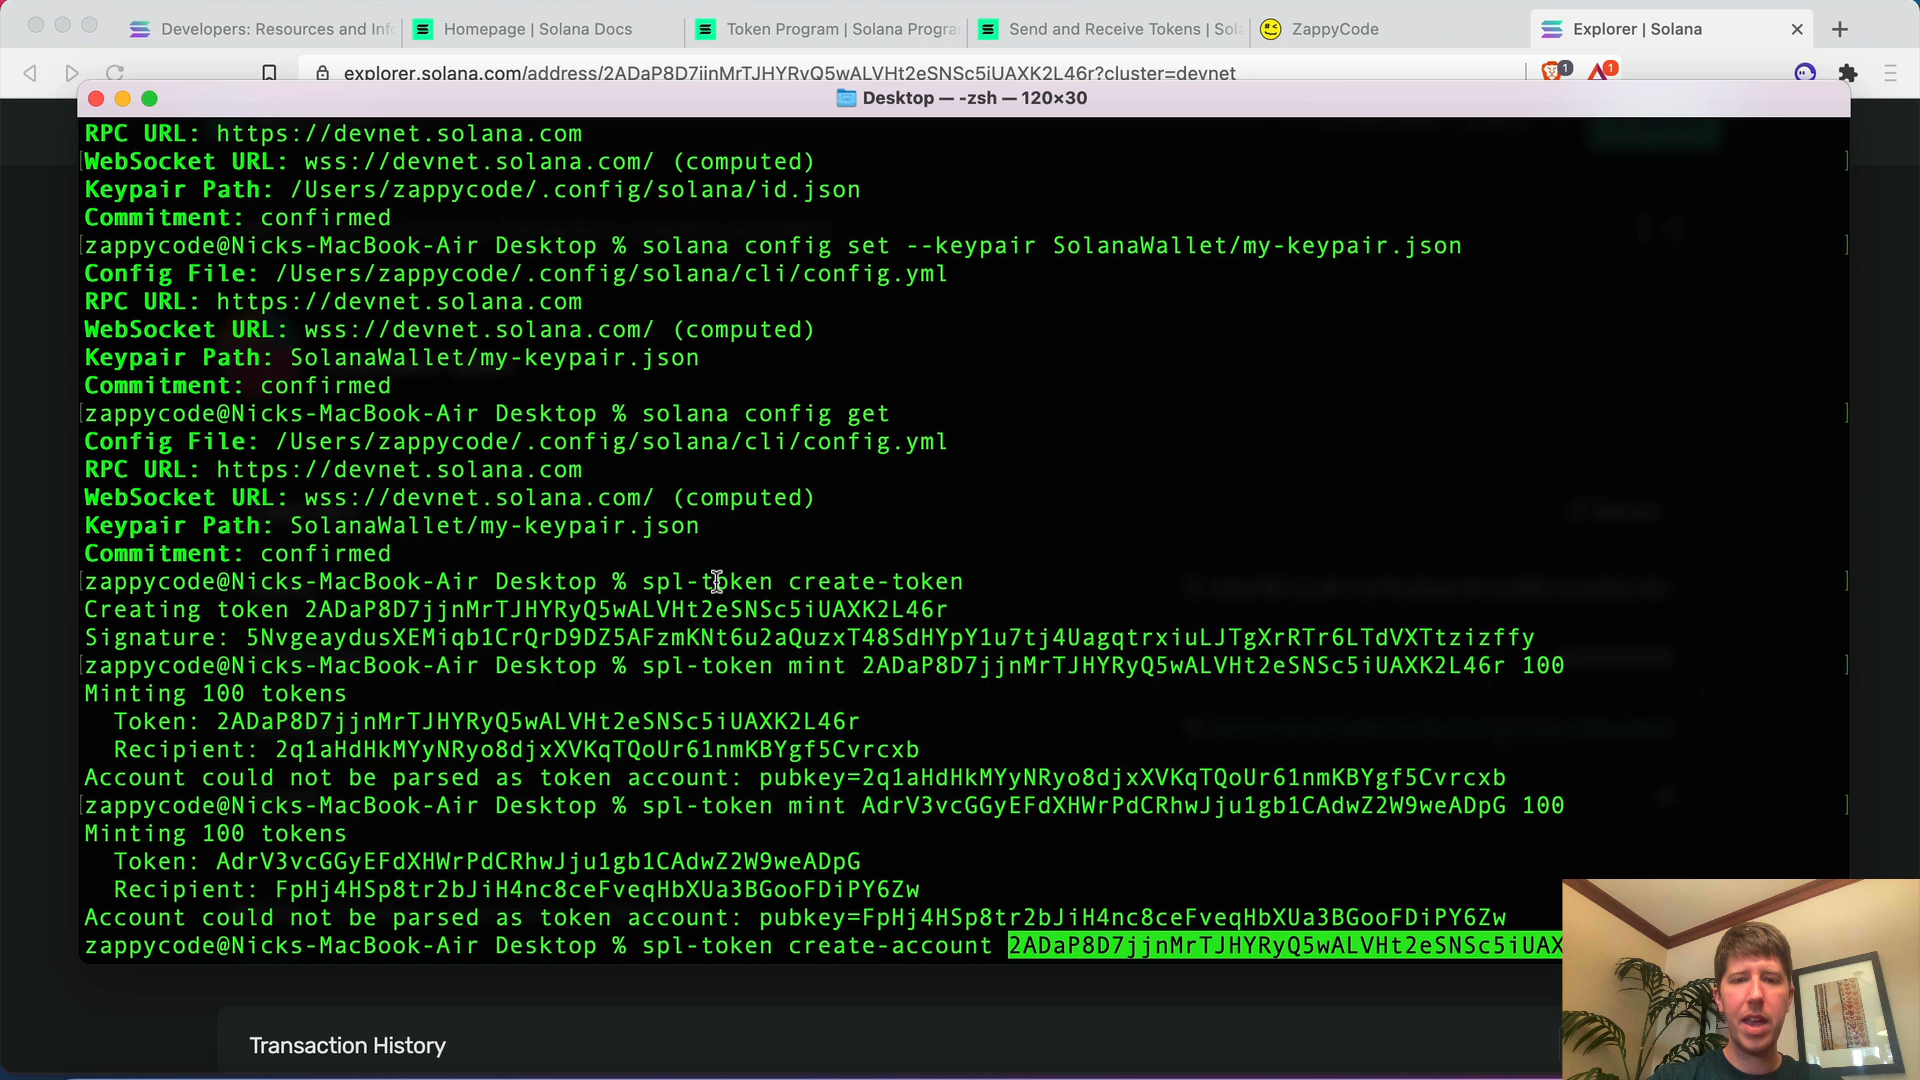 Developers: Resources and Inf
Homepage | Solana Docs
Token Program | Solana Progra
Send and Receive Tokens | Sol
ZappyCode
Explorer | Solana
explorer.solana.com/address/2ADaP8D7jjnMrTJHYRyQ5wALVHt2eSNSc5iUAXK2L46r?cluster=devnet
1
1
Desktop — -zsh — 120×30
RPC URL: https://devnet.solana.com
WebSocket URL: wss://devnet.solana.com/ (computed)
Keypair Path: /Users/zappycode/.config/solana/id.json
Commitment: confirmed
zappycode@Nicks-MacBook-Air Desktop % solana config set --keypair SolanaWallet/my-keypair.json
Config File: /Users/zappycode/.config/solana/cli/config.yml
RPC URL: https://devnet.solana.com
WebSocket URL: wss://devnet.solana.com/ (computed)
Keypair Path: SolanaWallet/my-keypair.json
Commitment: confirmed
zappycode@Nicks-MacBook-Air Desktop % solana config get
Config File: /Users/zappycode/.config/solana/cli/config.yml
RPC URL: https://devnet.solana.com
WebSocket URL: wss://devnet.solana.com/ (computed)
Keypair Path: SolanaWallet/my-keypair.json
Commitment: confirmed
zappycode@Nicks-MacBook-Air Desktop % spl-token create-token
Creating token 2ADaP8D7jjnMrTJHYRyQ5wALVHt2eSNSc5iUAXK2L46r
Signature: 5NvgeaydusXEMiqb1CrQrD9DZ5AFzmKNt6u2aQuzxT48SdHYpY1u7tj4UagqtrxiuLJTgXrRTr6LTdVXTtzizffy
zappycode@Nicks-MacBook-Air Desktop % spl-token mint 2ADaP8D7jjnMrTJHYRyQ5wALVHt2eSNSc5iUAXK2L46r 100
Minting 100 tokens
Token: 2ADaP8D7jjnMrTJHYRyQ5wALVHt2eSNSc5iUAXK2L46r
Recipient: 2q1aHdHkMYyNRyo8djxXVKqTQoUr61nmKBYgf5Cvrcxb
Account could not be parsed as token account: pubkey=2q1aHdHkMYyNRyo8djxXVKqTQoUr61nmKBYgf5Cvrcxb
zappycode@Nicks-MacBook-Air Desktop % spl-token mint AdrV3vcGGyEFdXHWrPdCRhwJju1gb1CAdwZ2W9weADpG 100
Minting 100 tokens
Token: AdrV3vcGGyEFdXHWrPdCRhwJju1gb1CAdwZ2W9weADpG
Recipient: FpHj4HSp8tr2bJiH4nc8ceFveqHbXUa3BGooFDiPY6Zw
Account could not be parsed as token account: pubkey=FpHj4HSp8tr2bJiH4nc8ceFveqHbXUa3BGooFDiPY6Zw
zappycode@Nicks-MacBook-Air Desktop % spl-token create-account 2ADaP8D7jjnMrTJHYRyQ5wALVHt2eSNSc5iUAX
Transaction History